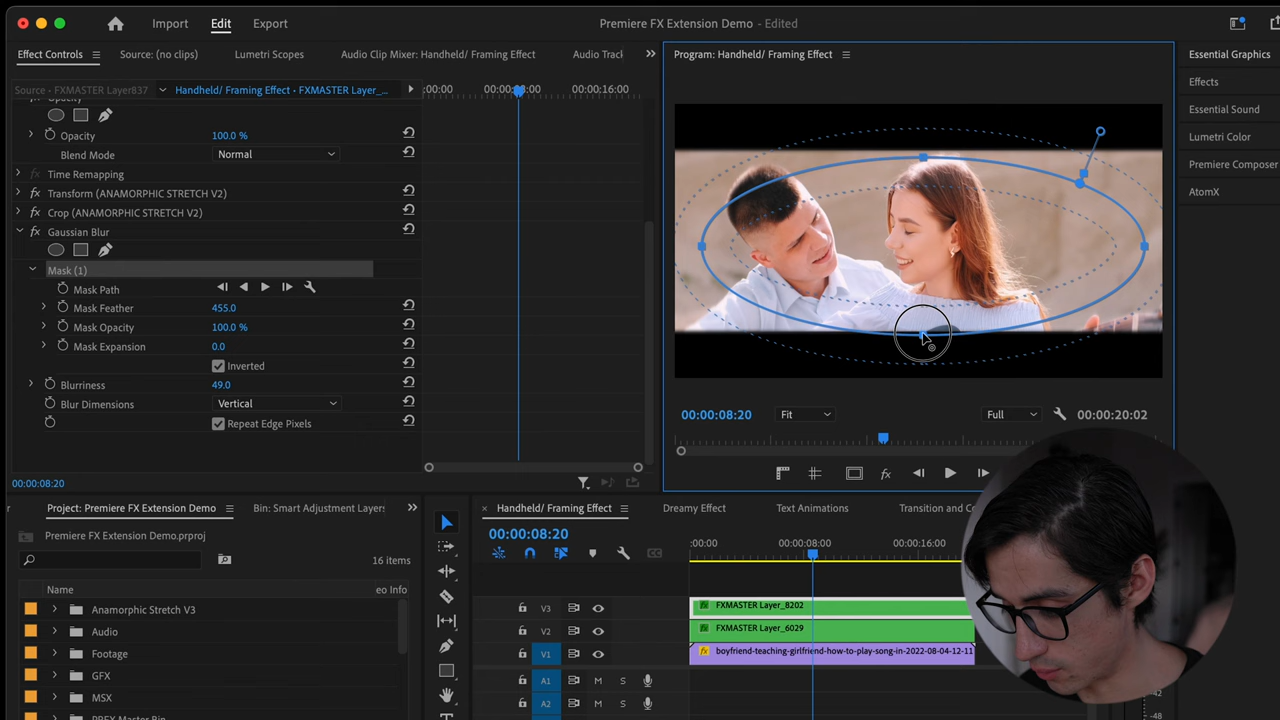 Import Edit Export Premiere FX Extension Demo - Edited
Effect Controls Source: (no clips) Lumetri Scopes Audio Clip Mixer: Handheld/ Framing Effect Audio Track
Source - FXMASTER Layer837 Handheld/ Framing Effect - FXMASTER Layer_...
:00:00 00:00:08:00 00:00:16:00
Opacity
Opacity 100.0 %
Blend Mode Normal
Time Remapping
Transform (ANAMORPHIC STRETCH V2)
Crop (ANAMORPHIC STRETCH V2)
Gaussian Blur
Mask (1)
Mask Path
Mask Feather 455.0
Mask Opacity 100.0 %
Mask Expansion 0.0
Inverted
Blurriness 49.0
Blur Dimensions Vertical
Repeat Edge Pixels
00:00:08:20
Program: Handheld/ Framing Effect
00:00:08:20 Fit Full 00:00:20:02
Essential Graphics
Effects
Essential Sound
Lumetri Color
Premiere Composer
AtomX
Project: Premiere FX Extension Demo Bin: Smart Adjustment Layers
Premiere FX Extension Demo.prproj
16 items
Name eo Info
Anamorphic Stretch V3
Audio
Footage
GFX
MSX
PREX Master Bin
Handheld/ Framing Effect Dreamy Effect Text Animations Transition and Co
00:00:08:20
:00:00 00:00:08:00 00:00:16:00
V3 FXMASTER Layer_8202
V2 FXMASTER Layer_6029
V1 boyfriend-teaching-girlfriend-how-to-play-song-in-2022-08-04-12-11
A1 M S
A2 M S
-42
-48